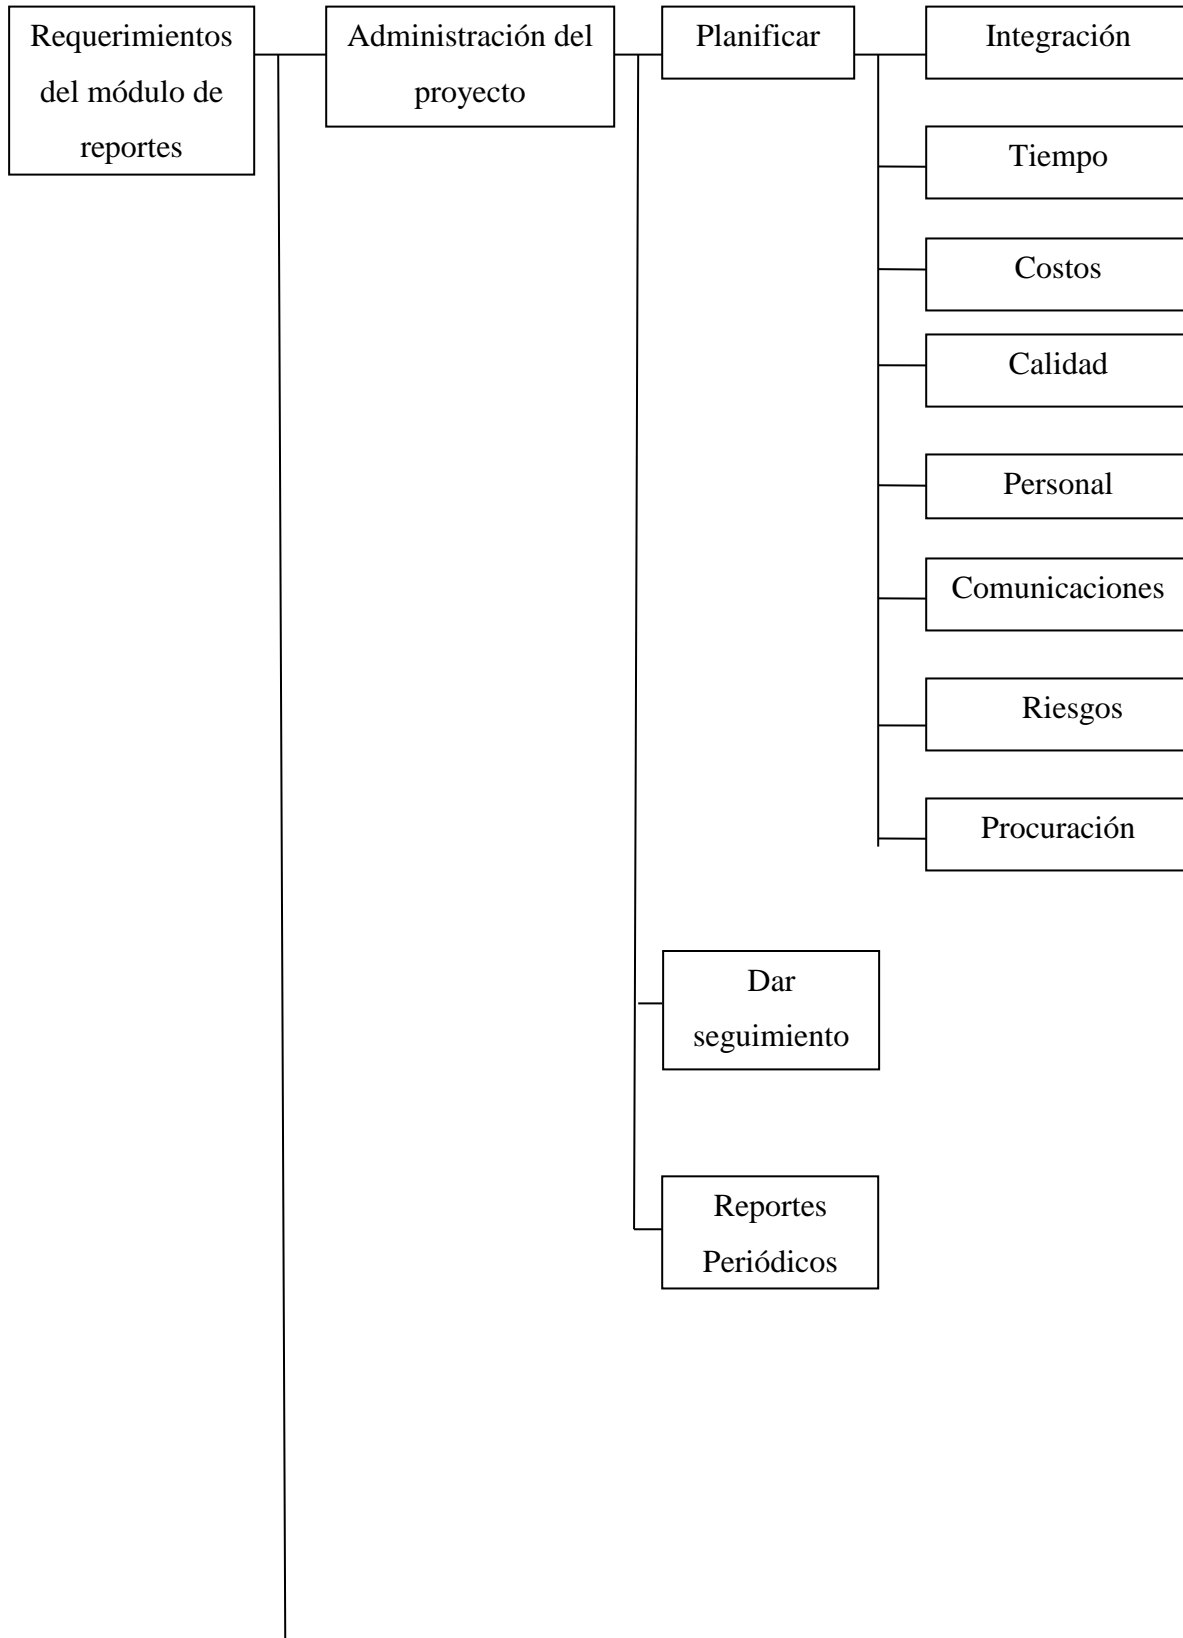 Requerimientos
del módulo de
reportes
Administración del
proyecto
Planificar
Integración
Tiempo
Costos
Calidad
Personal
Comunicaciones
Riesgos
Procuración
Dar
seguimiento
Reportes
Periódicos